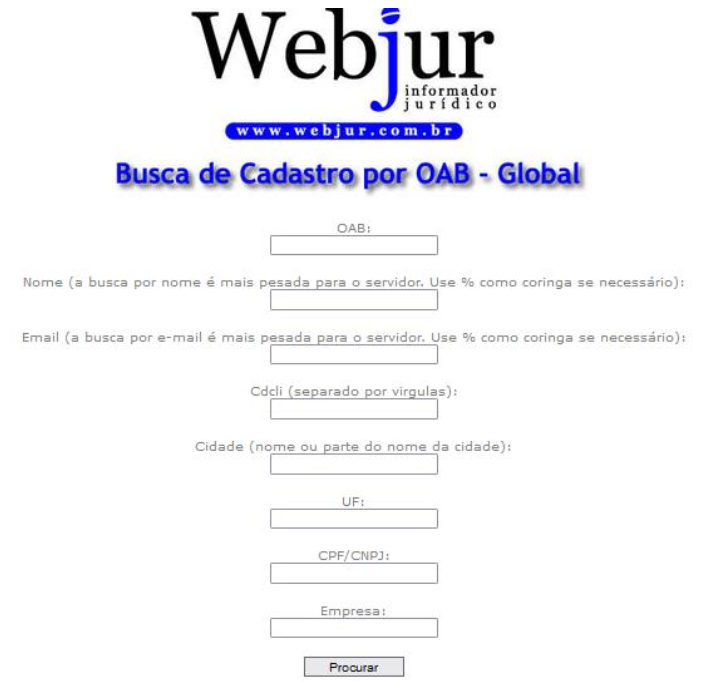 Webjur
informador
jurídico
www.webjur.com.br
Busca de Cadastro por OAB - Global
OAB:
Nome (a busca por nome é mais pesada para o servidor. Use % como coringa se necessário):
Email (a busca por e-mail é mais pesada para o servidor. Use % como coringa se necessário):
Cdcli (separado por virgulas):
Cidade (nome ou parte do nome da cidade):
UF:
CPF/CNPJ:
Empresa:
Procurar